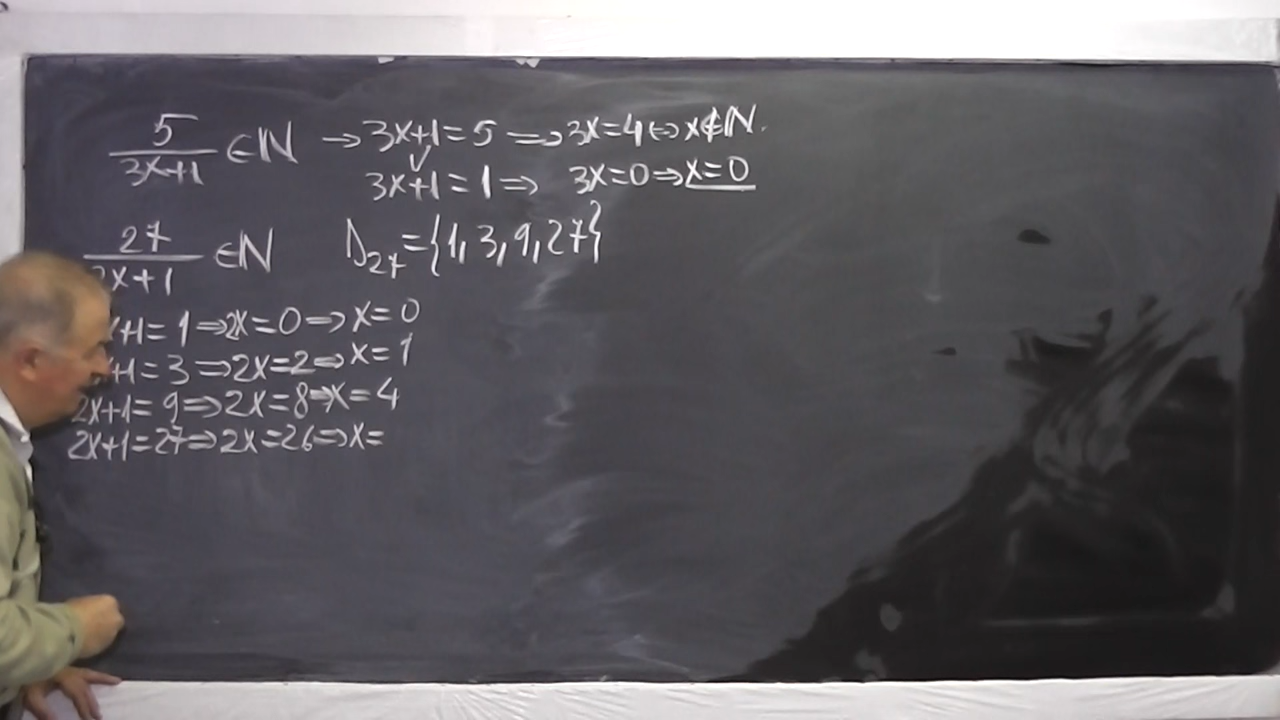 5/(3x+1) ∈ N → 3x+1 = 5 ⇒ 3x=4 ⇔ x∉N.
3x+1 = 1 ⇒ 3x=0 ⇒ x=0
27/(2x+1) ∈ N D₂₇ = {1, 3, 9, 27}
x+1 = 1 ⇒ 2x=0 ⇒ x=0
+1 = 3 ⇒ 2x=2 ⇒ x=1
2x+1 = 9 ⇒ 2x=8 ⇒ x=4
2x+1=27 ⇒ 2x=26 ⇒ x=